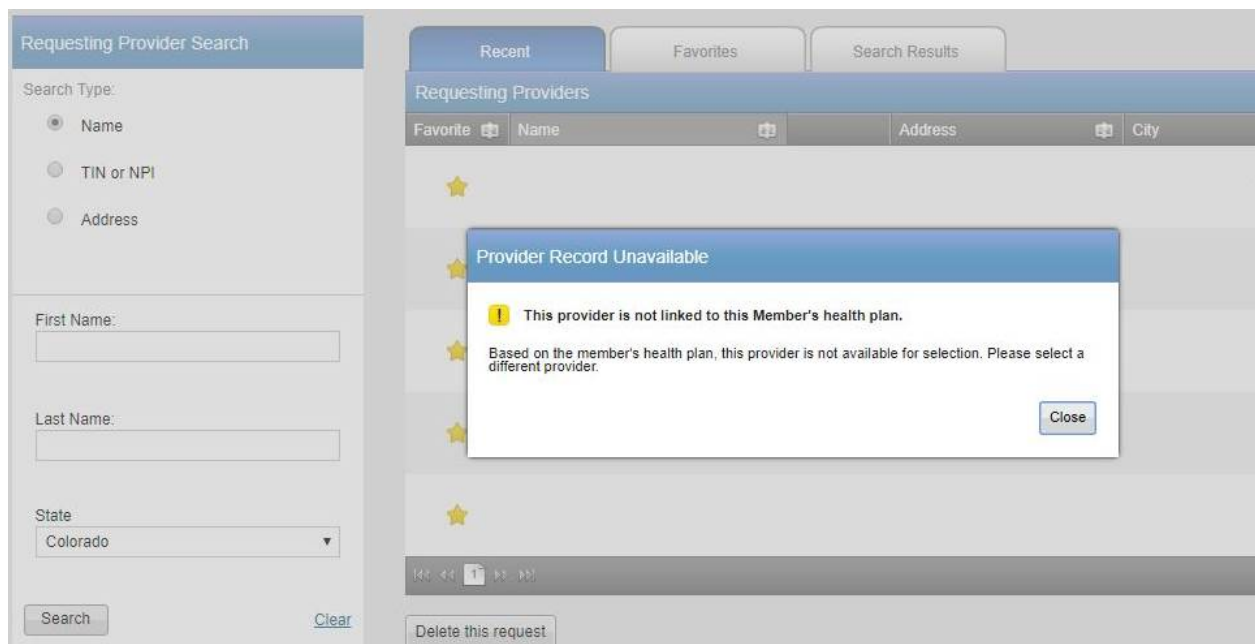 Requesting Provider Search
Search Type:
Name
TIN or NPI
Address
First Name:
Last Name:
State
Colorado
Search
Clear
Recent
Favorites
Search Results
Requesting Providers
Favorite
Name
Address
City
Provider Record Unavailable
! This provider is not linked to this Member's health plan.
Based on the member's health plan, this provider is not available for selection. Please select a
different provider.
Close
1
Delete this request